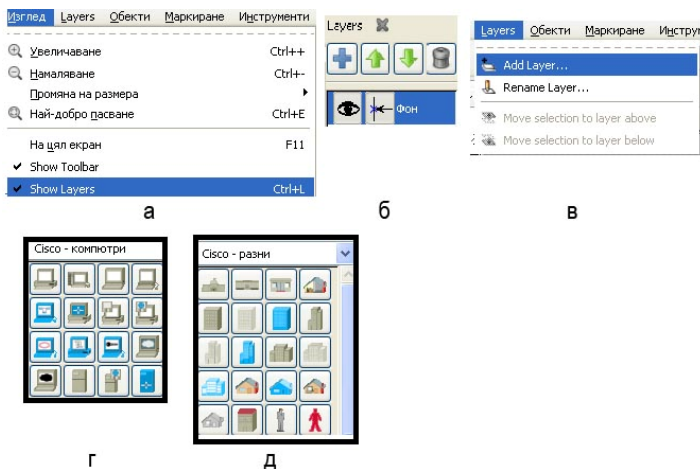 Изглед Layers Обекти Маркиране Инструменти
Увеличаване Ctrl++
Намаляване Ctrl+-
Промяна на размера
Най-добро пасване Ctrl+E
На цял екран F11
Show Toolbar
Show Layers Ctrl+L
а
Layers
Фон
б
Layers Обекти Маркиране Инстру
Add Layer...
Rename Layer...
Move selection to layer above
Move selection to layer below
в
Cisco - компютри
г
Cisco - разни
д